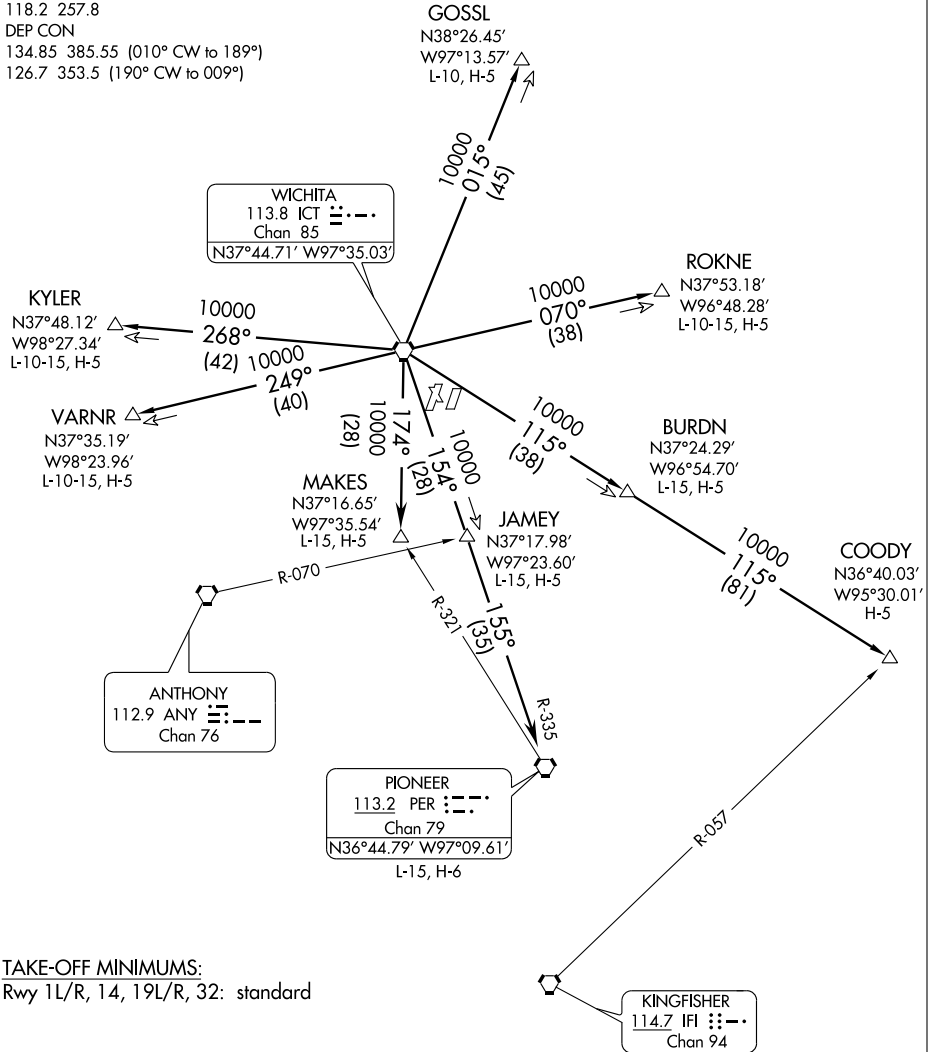 118.2 257.8
DEP CON
134.85 385.55 (010° CW to 189°)
126.7 353.5 (190° CW to 009°)
GOSSL
N38°26.45'
W97°13.57'
L-10, H-5
10000
015°
(45)
WICHITA
113.8 ICT
Chan 85
N37°44.71' W97°35.03'
ROKNE
N37°53.18'
W96°48.28'
L-10-15, H-5
10000
070°
(38)
KYLER
N37°48.12'
W98°27.34'
L-10-15, H-5
10000
268°
(42)
10000
249°
(40)
VARNR
N37°35.19'
W98°23.96'
L-10-15, H-5
174°
10000
(28)
10000
154°
(28)
10000
115°
(38)
BURDN
N37°24.29'
W96°54.70'
L-15, H-5
MAKES
N37°16.65'
W97°35.54'
L-15, H-5
JAMEY
N37°17.98'
W97°23.60'
L-15, H-5
10000
115°
(81)
COODY
N36°40.03'
W95°30.01'
H-5
R-070
R-321
155°
(35)
R-335
ANTHONY
112.9 ANY
Chan 76
PIONEER
113.2 PER
Chan 79
N36°44.79' W97°09.61'
L-15, H-6
R-057
TAKE-OFF MINIMUMS:
Rwy 1L/R, 14, 19L/R, 32: standard
KINGFISHER
114.7 IFI
Chan 94